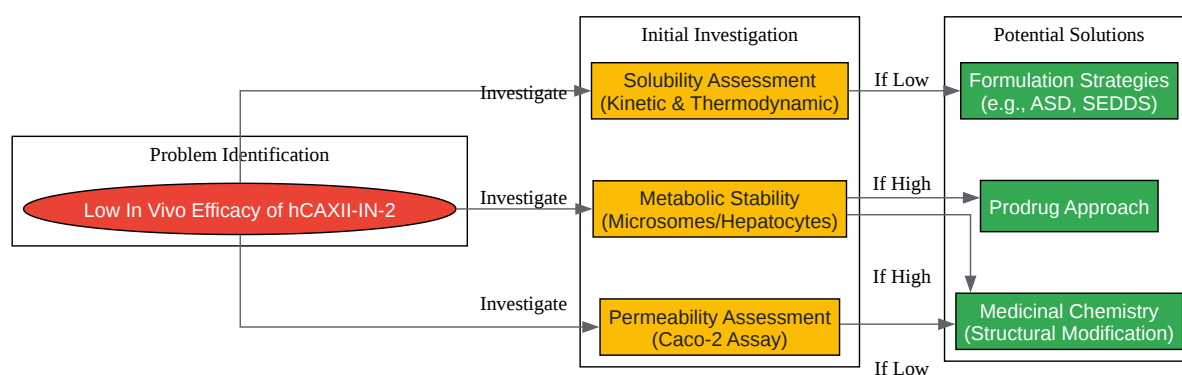 Initial Investigation
Potential Solutions
Solubility Assessment
(Kinetic & Thermodynamic)
Investigate
If Low
Formulation Strategies
(e.g., ASD, SEDDS)
Problem Identification
Low In Vivo Efficacy of hCAXII-IN-2
Investigate
Metabolic Stability
(Microsomes/Hepatocytes)
If High
Prodrug Approach
If High
Investigate
Permeability Assessment
(Caco-2 Assay)
Medicinal Chemistry
(Structural Modification)
If Low